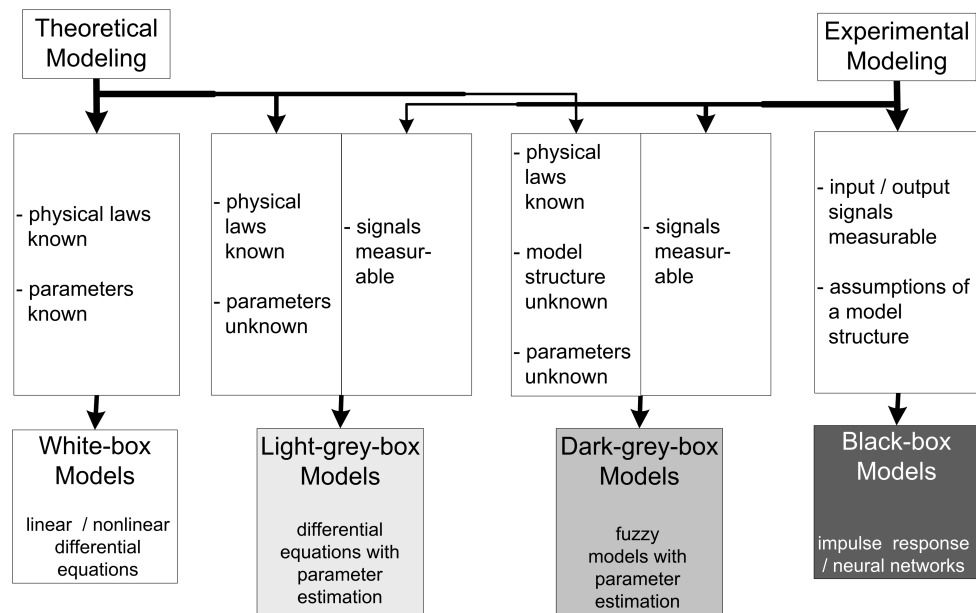 Theoretical
Modeling
Experimental
Modeling
- physical laws
known
- parameters
known
- physical
laws
known
- parameters
unknown
- signals
measur-
able
- physical
laws
known
- model
structure
unknown
- parameters
unknown
- signals
measur-
able
- input / output
signals
measurable
- assumptions of
a model
structure
White-box
Models
linear / nonlinear
differential
equations
Light-grey-box
Models
differential
equations with
parameter
estimation
Dark-grey-box
Models
fuzzy
models with
parameter
estimation
Black-box
Models
impulse response
/ neural networks